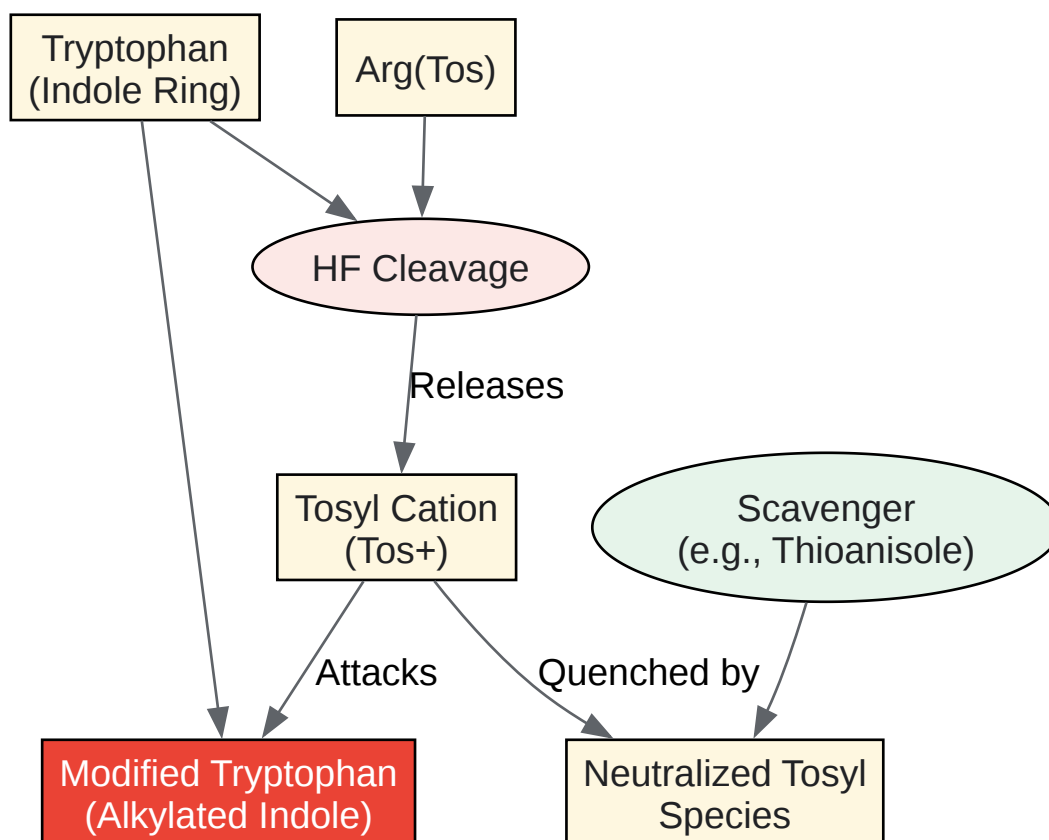 Tryptophan
(Indole Ring)
Arg(Tos)
HF Cleavage
Releases
Tosyl Cation
(Tos+)
Scavenger
(e.g., Thioanisole)
Attacks
Quenched by
Modified Tryptophan
(Alkylated Indole)
Neutralized Tosyl
Species